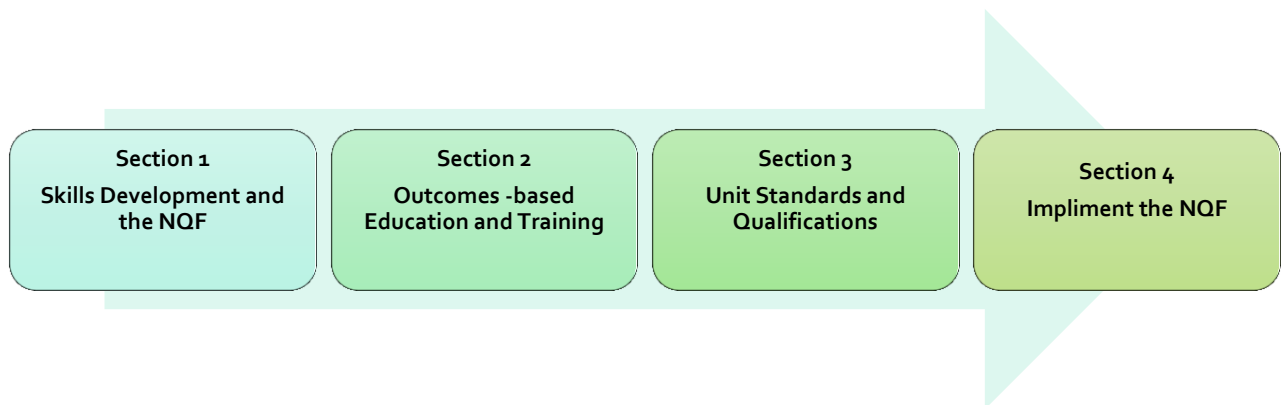 Section 1
Skills Development and
the NQF
Section 2
Outcomes -based
Education and Training
Section 3
Unit Standards and
Qualifications
Section 4
Impliment the NQF